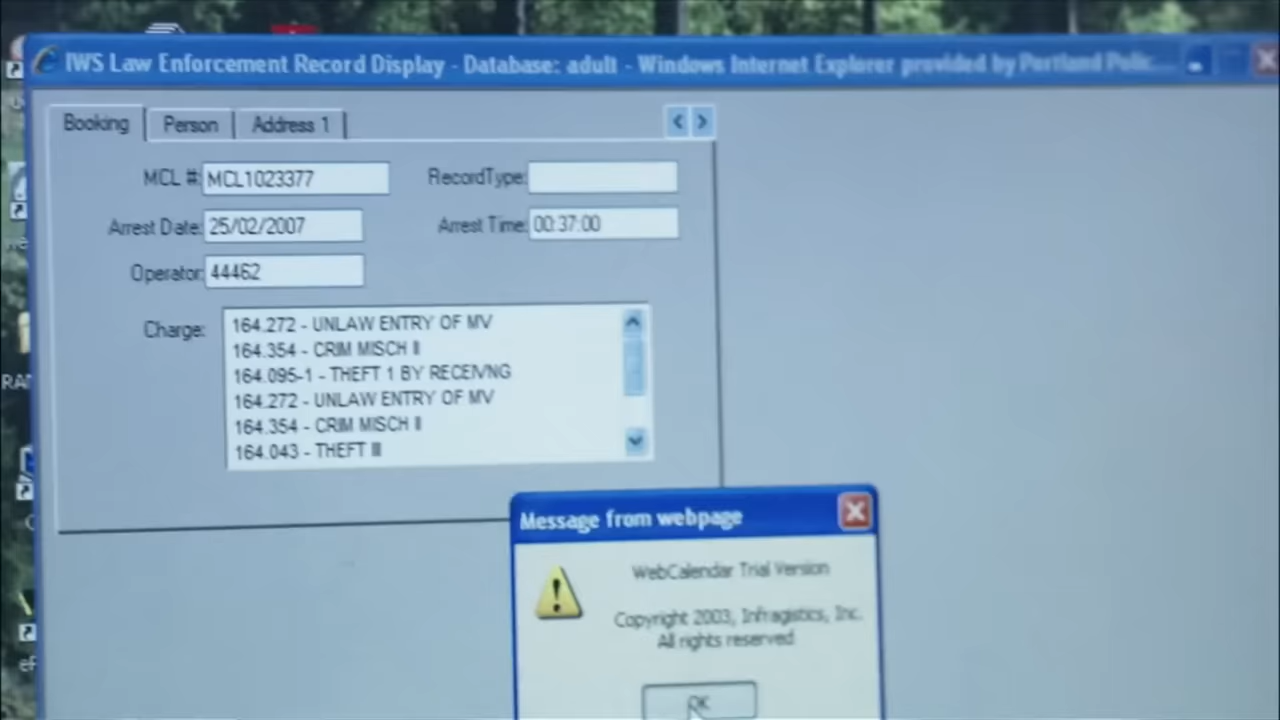 IWS Law Enforcement Record Display - Database: adult - Windows Internet Explorer provided by Portland Polic...
Booking Person Address 1
MCL #: MCL1023377 RecordType:
Arrest Date: 25/02/2007 Arrest Time: 00:37:00
Operator: 44462
Charge: 164.272 - UNLAW ENTRY OF MV
164.354 - CRIM MISCH II
164.095-1 - THEFT 1 BY RECEIVNG
164.272 - UNLAW ENTRY OF MV
164.354 - CRIM MISCH II
164.043 - THEFT III
Message from webpage
WebCalendar Trial Version
Copyright 2003, Infragistics, Inc.
All rights reserved
OK